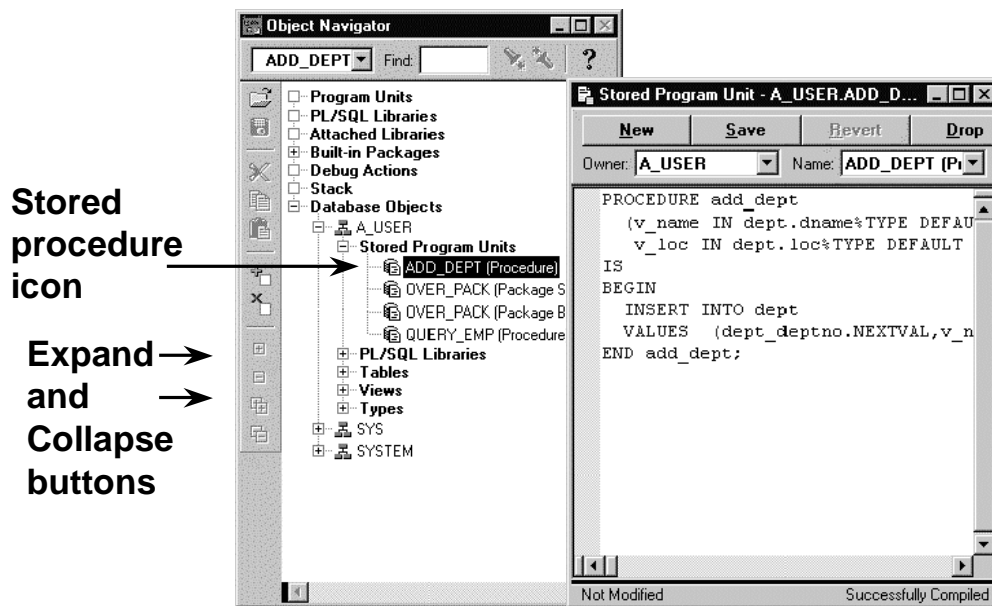 Stored
procedure
icon
Expand
and
Collapse
buttons
Object Navigator
ADD_DEPT Find: ?
Program Units
PL/SQL Libraries
Attached Libraries
Built-in Packages
Debug Actions
Stack
Database Objects
A_USER
Stored Program Units
ADD_DEPT (Procedure)
OVER_PACK (Package S
OVER_PACK (Package B
QUERY_EMP (Procedure
PL/SQL Libraries
Tables
Views
Types
SYS
SYSTEM
Stored Program Unit - A_USER.ADD_D...
New Save Revert Drop
Owner: A_USER Name: ADD_DEPT (Pr
PROCEDURE add_dept
(v_name IN dept.dname%TYPE DEFAU
v_loc IN dept.loc%TYPE DEFAULT
IS
BEGIN
INSERT INTO dept
VALUES (dept_deptno.NEXTVAL,v_n
END add_dept;
Not Modified Successfully Compiled